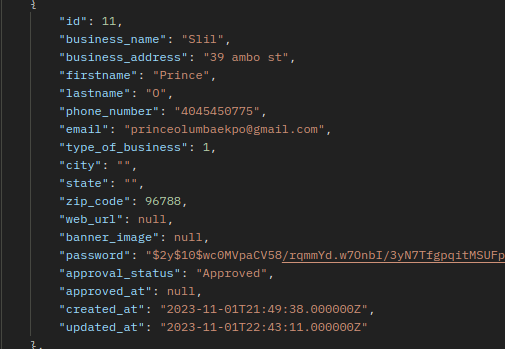 {
"id": 11,
"business_name": "Slil",
"business_address": "39 ambo st",
"firstname": "Prince",
"lastname": "O",
"phone_number": "4045450775",
"email": "princeolumbaekpo@gmail.com",
"type_of_business": 1,
"city": "",
"state": "",
"zip_code": 96788,
"web_url": null,
"banner_image": null,
"password": "$2y$10$wc0MVpaCV58/rqmmYd.w7OnbI/3yN7TfgpqitMSUFp
"approval_status": "Approved",
"approved_at": null,
"created_at": "2023-11-01T21:49:38.000000Z",
"updated_at": "2023-11-01T22:43:11.000000Z"
},